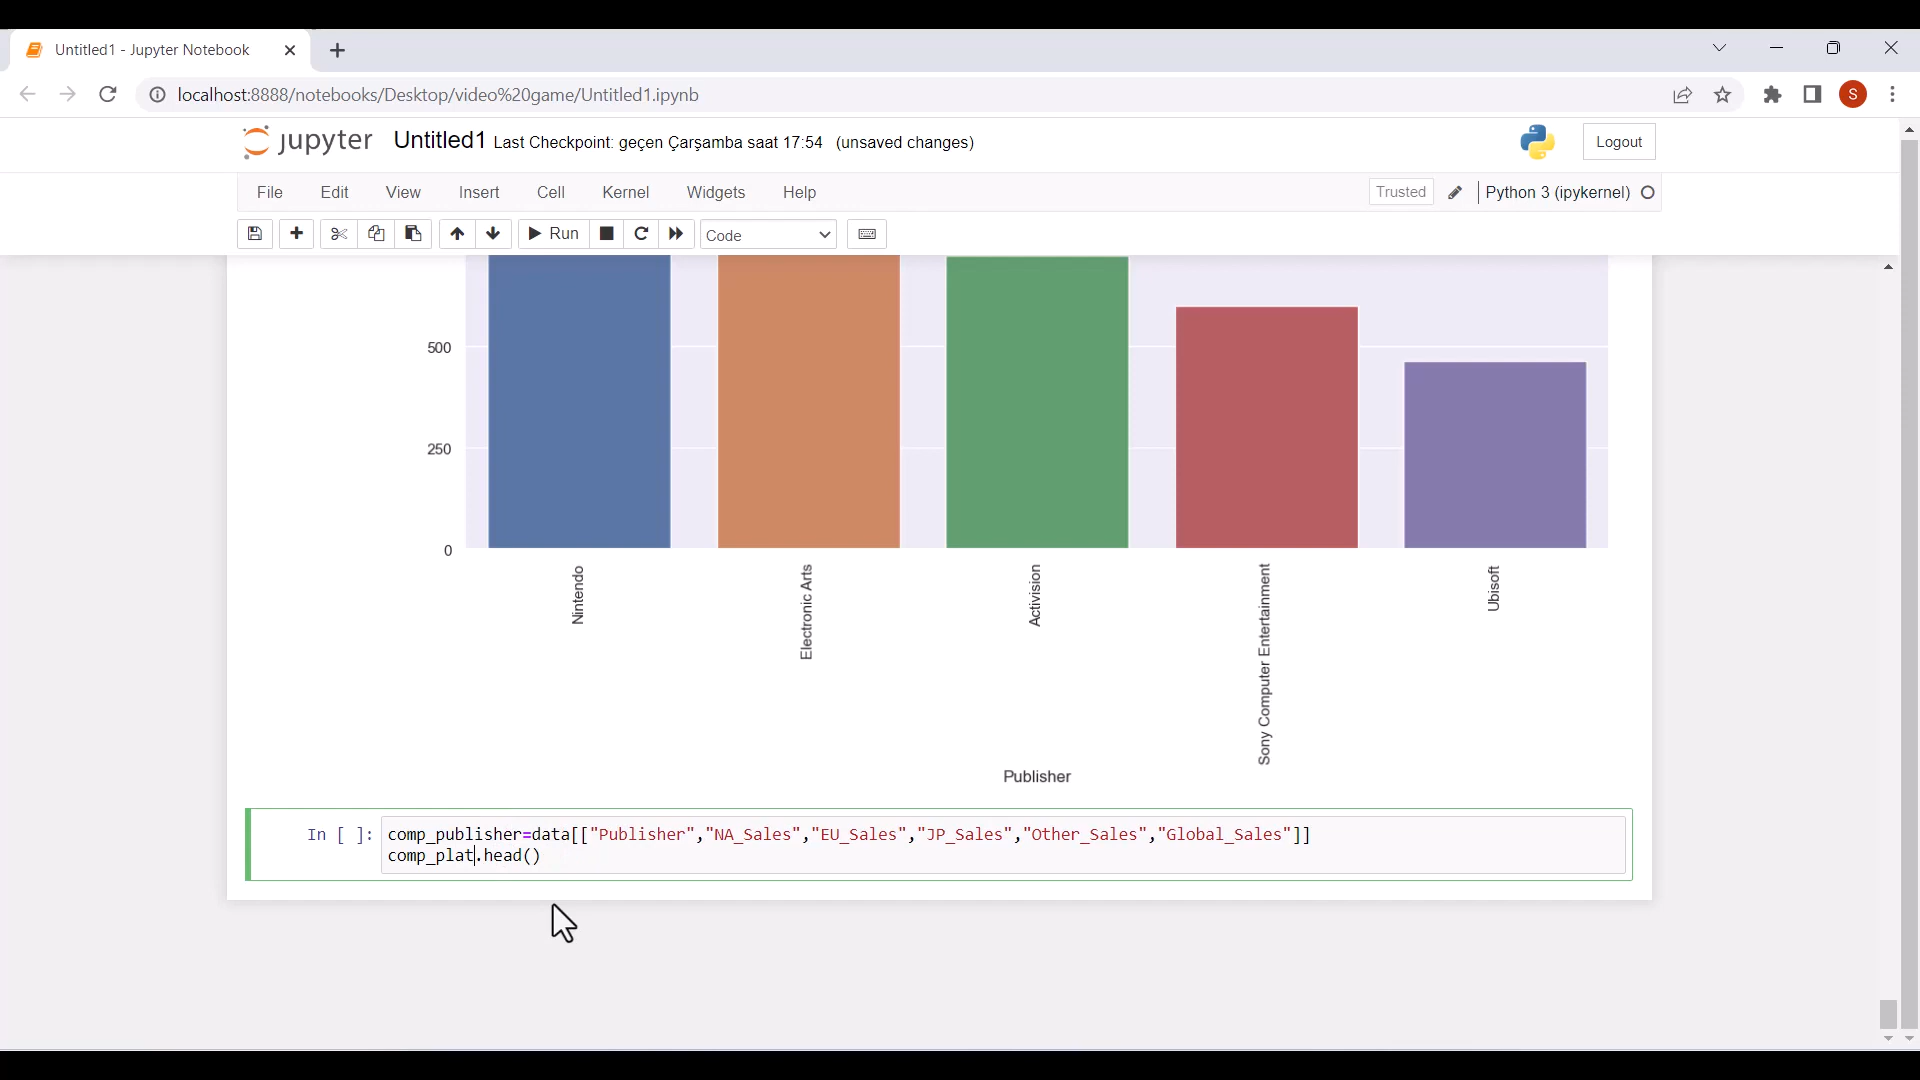 Untitled1 - Jupyter Notebook
localhost:8888/notebooks/Desktop/video%20game/Untitled1.ipynb
S
jupyter Untitled1 Last Checkpoint: geçen Çarşamba saat 17:54 (unsaved changes)
Logout
File Edit View Insert Cell Kernel Widgets Help
Trusted
Python 3 (ipykernel)
Run
Code
500
250
0
Nintendo
Electronic Arts
Activision
Sony Computer Entertainment
Ubisoft
Publisher
In [ ]: comp_publisher=data[["Publisher","NA_Sales","EU_Sales","JP_Sales","Other_Sales","Global_Sales"]]
comp_plat.head()